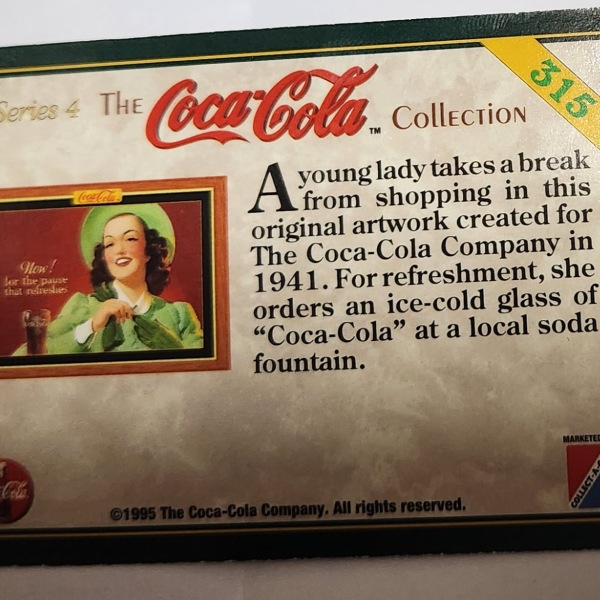 Series 4 THE Coca-Cola™ COLLECTION
315
A young lady takes a break
from shopping in this
original artwork created for
The Coca-Cola Company in
1941. For refreshment, she
orders an ice-cold glass of
“Coca-Cola” at a local soda
fountain.
Coca-Cola
Now!
for the pause
that refreshes
MARKETED
COLLECT-A-
©1995 The Coca-Cola Company. All rights reserved.